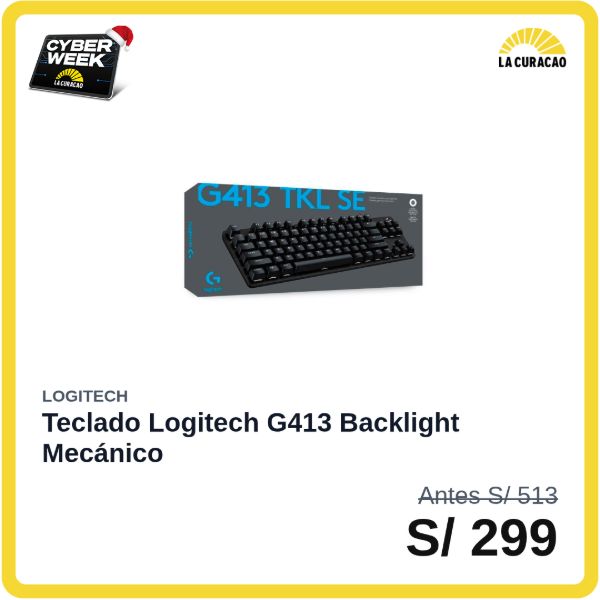 CYBER
WEEK
LA CURACAO
LA CURACAO
G413 TKL SE
LOGITECH
Teclado Logitech G413 Backlight
Mecánico
Antes S/ 513
S/ 299